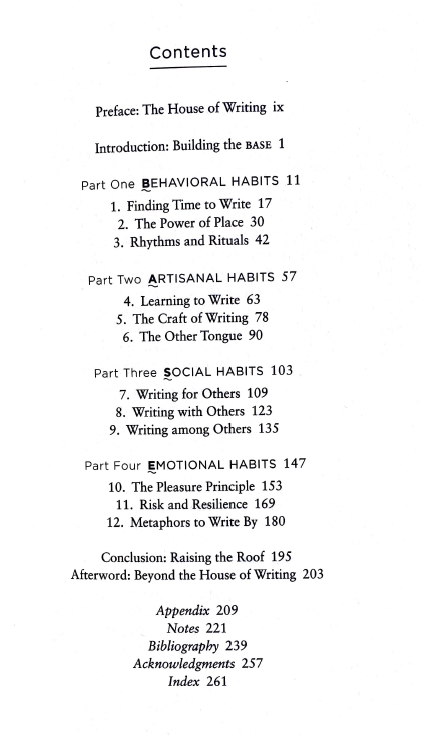 Contents
Preface: The House of Writing ix
Introduction: Building the BASE 1
Part One BEHAVIORAL HABITS 11
1. Finding Time to Write 17
2. The Power of Place 30
3. Rhythms and Rituals 42
Part Two ARTISANAL HABITS 57
4. Learning to Write 63
5. The Craft of Writing 78
6. The Other Tongue 90
Part Three SOCIAL HABITS 103
7. Writing for Others 109
8. Writing with Others 123
9. Writing among Others 135
Part Four EMOTIONAL HABITS 147
10. The Pleasure Principle 153
11. Risk and Resilience 169
12. Metaphors to Write By 180
Conclusion: Raising the Roof 195
Afterword: Beyond the House of Writing 203
Appendix 209
Notes 221
Bibliography 239
Acknowledgments 257
Index 261